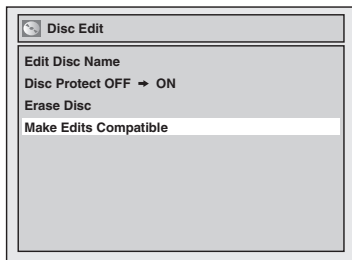 Disc Edit
Edit Disc Name
Disc Protect OFF ➔ ON
Erase Disc
Make Edits Compatible